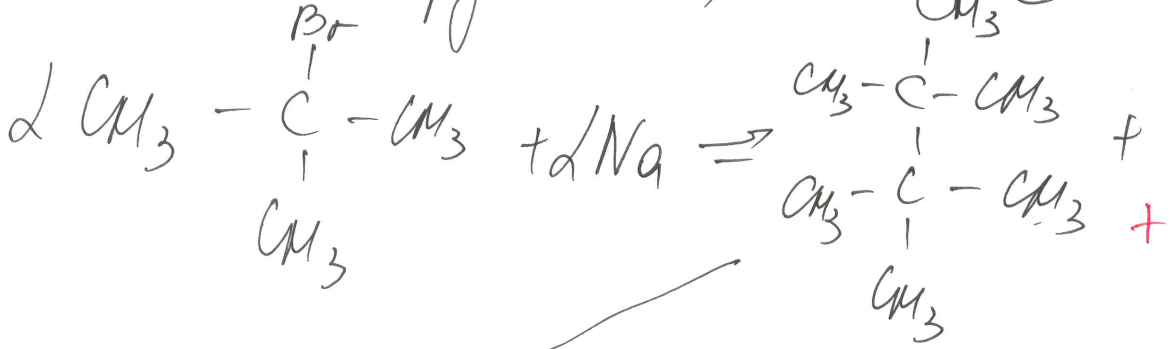 Br CH3
CH3 - C - CH3
2 CH3 - C - CH3 + 2Na ⇒ +
CH3 - C - CH3 +
CH3
CH3